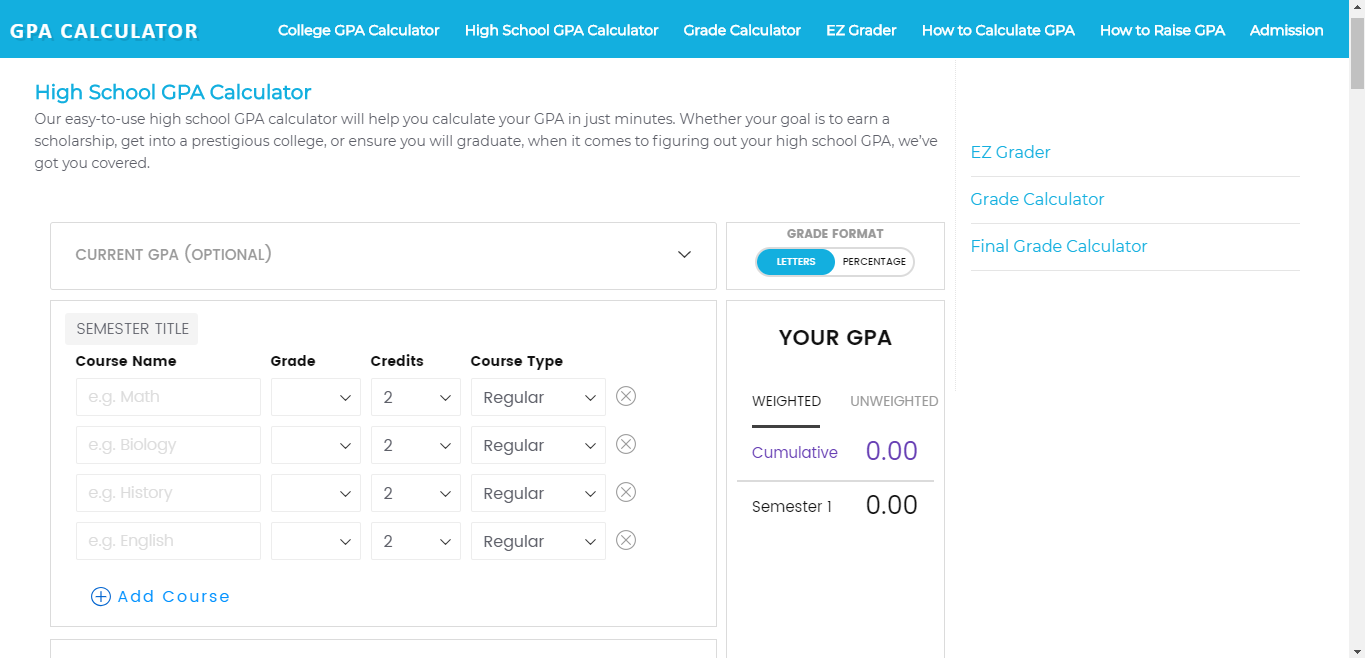 GPA CALCULATOR
College GPA Calculator High School GPA Calculator Grade Calculator EZ Grader How to Calculate GPA How to Raise GPA Admission
High School GPA Calculator
Our easy-to-use high school GPA calculator will help you calculate your GPA in just minutes. Whether your goal is to earn a
scholarship, get into a prestigious college, or ensure you will graduate, when it comes to figuring out your high school GPA, we've
got you covered.
CURRENT GPA (OPTIONAL)
SEMESTER TITLE
Course Name Grade Credits Course Type
e.g. Math 2 Regular
e.g. Biology 2 Regular
e.g. History 2 Regular
e.g. English 2 Regular
Add Course
GRADE FORMAT
LETTERS PERCENTAGE
YOUR GPA
WEIGHTED UNWEIGHTED
Cumulative 0.00
Semester 1 0.00
EZ Grader
Grade Calculator
Final Grade Calculator